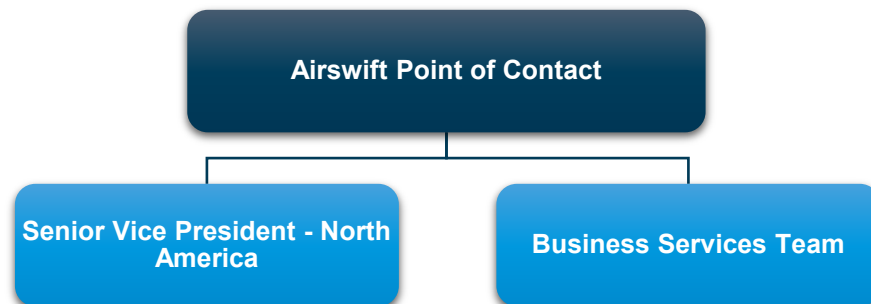 Airswift Point of Contact
Senior Vice President - North
America
Business Services Team